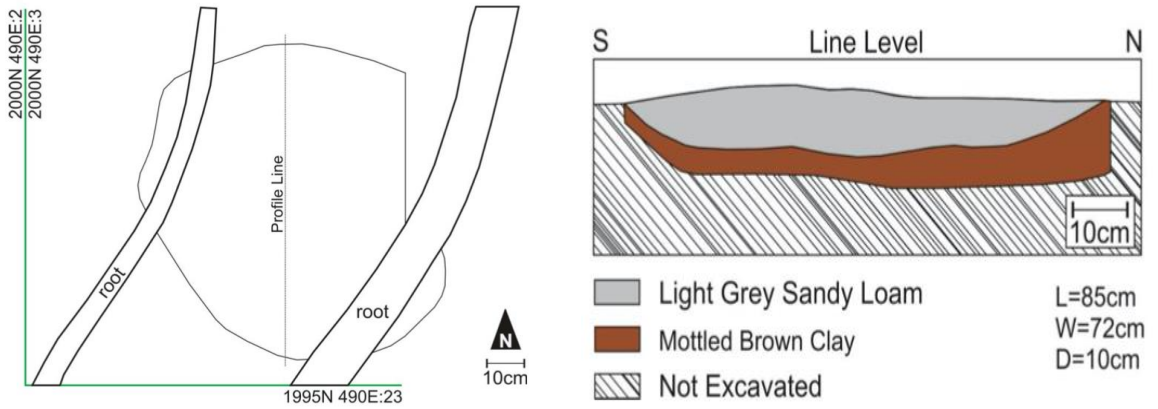 2000N 490E:2
2000N 490E:3
Profile Line
root
root
N
10cm
1995N 490E:23
S
Line Level
N
10cm
Light Grey Sandy Loam
Mottled Brown Clay
Not Excavated
L=85cm
W=72cm
D=10cm